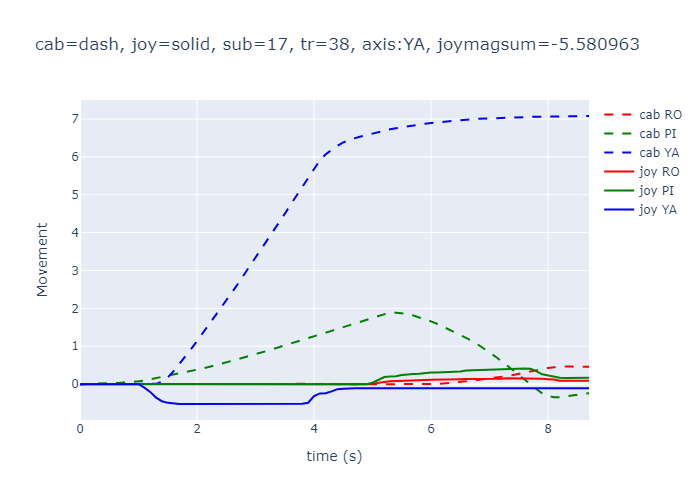 cab=dash, joy=solid, sub=17, tr=38, axis:YA, joymagsum=-5.580963
cab RO
cab PI
cab YA
joy RO
joy PI
joy YA
Movement
7
6
5
4
3
2
1
0
0 2 4 6 8
time (s)